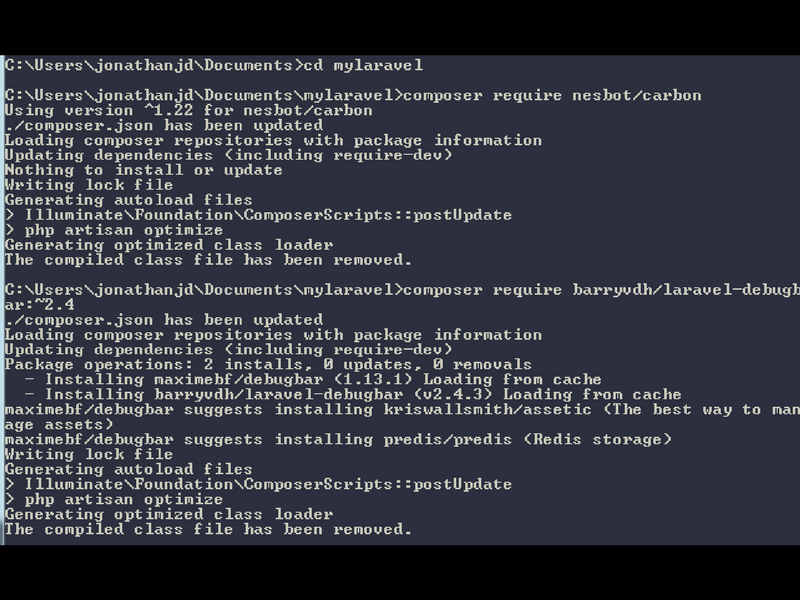 C:\Users\jonathanjd\Documents>cd mylaravel
C:\Users\jonathanjd\Documents\mylaravel>composer require nesbot/carbon
Using version ^1.22 for nesbot/carbon
./composer.json has been updated
Loading composer repositories with package information
Updating dependencies (including require-dev)
Nothing to install or update
Writing lock file
Generating autoload files
> Illuminate\Foundation\ComposerScripts::postUpdate
> php artisan optimize
Generating optimized class loader
The compiled class file has been removed.
C:\Users\jonathanjd\Documents\mylaravel>composer require barryvdh/laravel-debugb
ar:~2.4
./composer.json has been updated
Loading composer repositories with package information
Updating dependencies (including require-dev)
Package operations: 2 installs, 0 updates, 0 removals
  - Installing maximebf/debugbar (1.13.1) Loading from cache
  - Installing barryvdh/laravel-debugbar (v2.4.3) Loading from cache
maximebf/debugbar suggests installing kriswallsmith/assetic (The best way to man
age assets)
maximebf/debugbar suggests installing predis/predis (Redis storage)
Writing lock file
Generating autoload files
> Illuminate\Foundation\ComposerScripts::postUpdate
> php artisan optimize
Generating optimized class loader
The compiled class file has been removed.